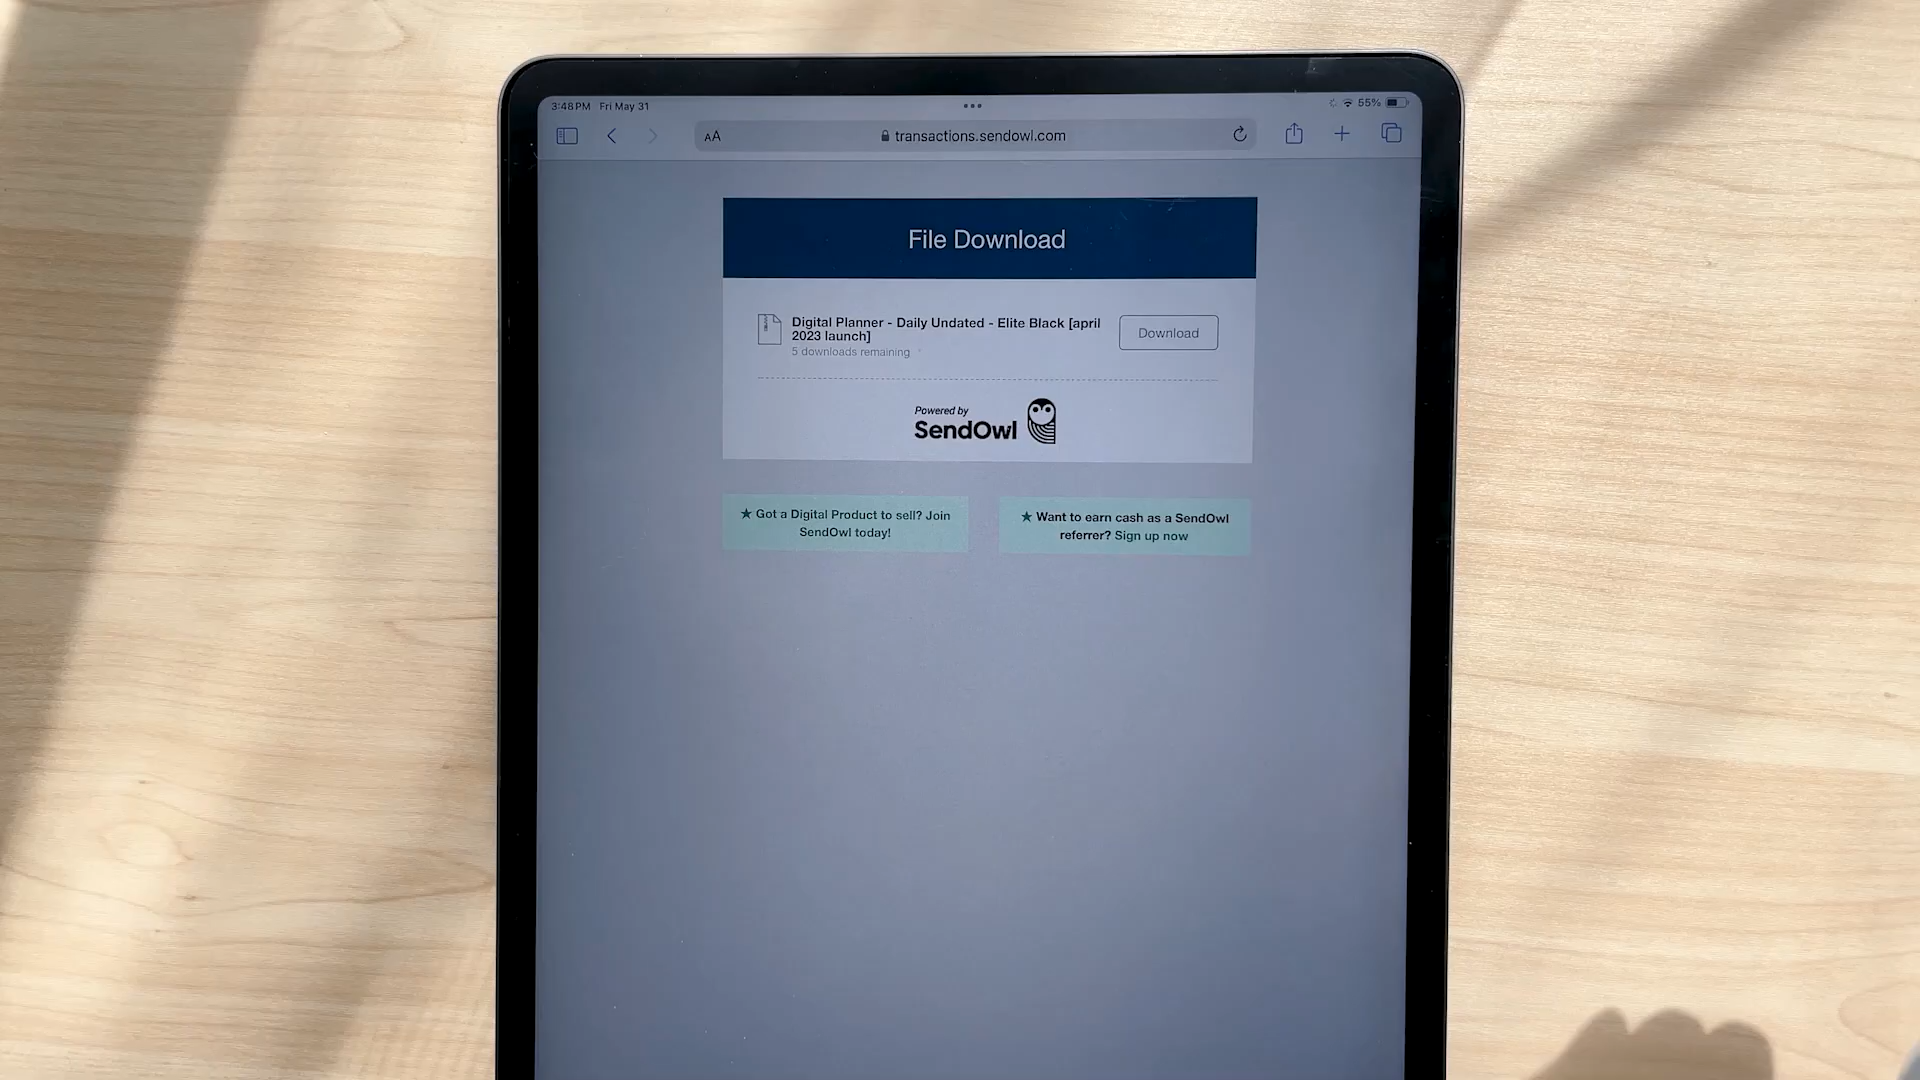 3:48 PM Fri May 31
55%
AA
transactions.sendowl.com
File Download
Digital Planner - Daily Undated - Elite Black [april
2023 launch]
5 downloads remaining
Download
Powered by
SendOwl
★ Got a Digital Product to sell? Join
SendOwl today!
★ Want to earn cash as a SendOwl
referrer? Sign up now